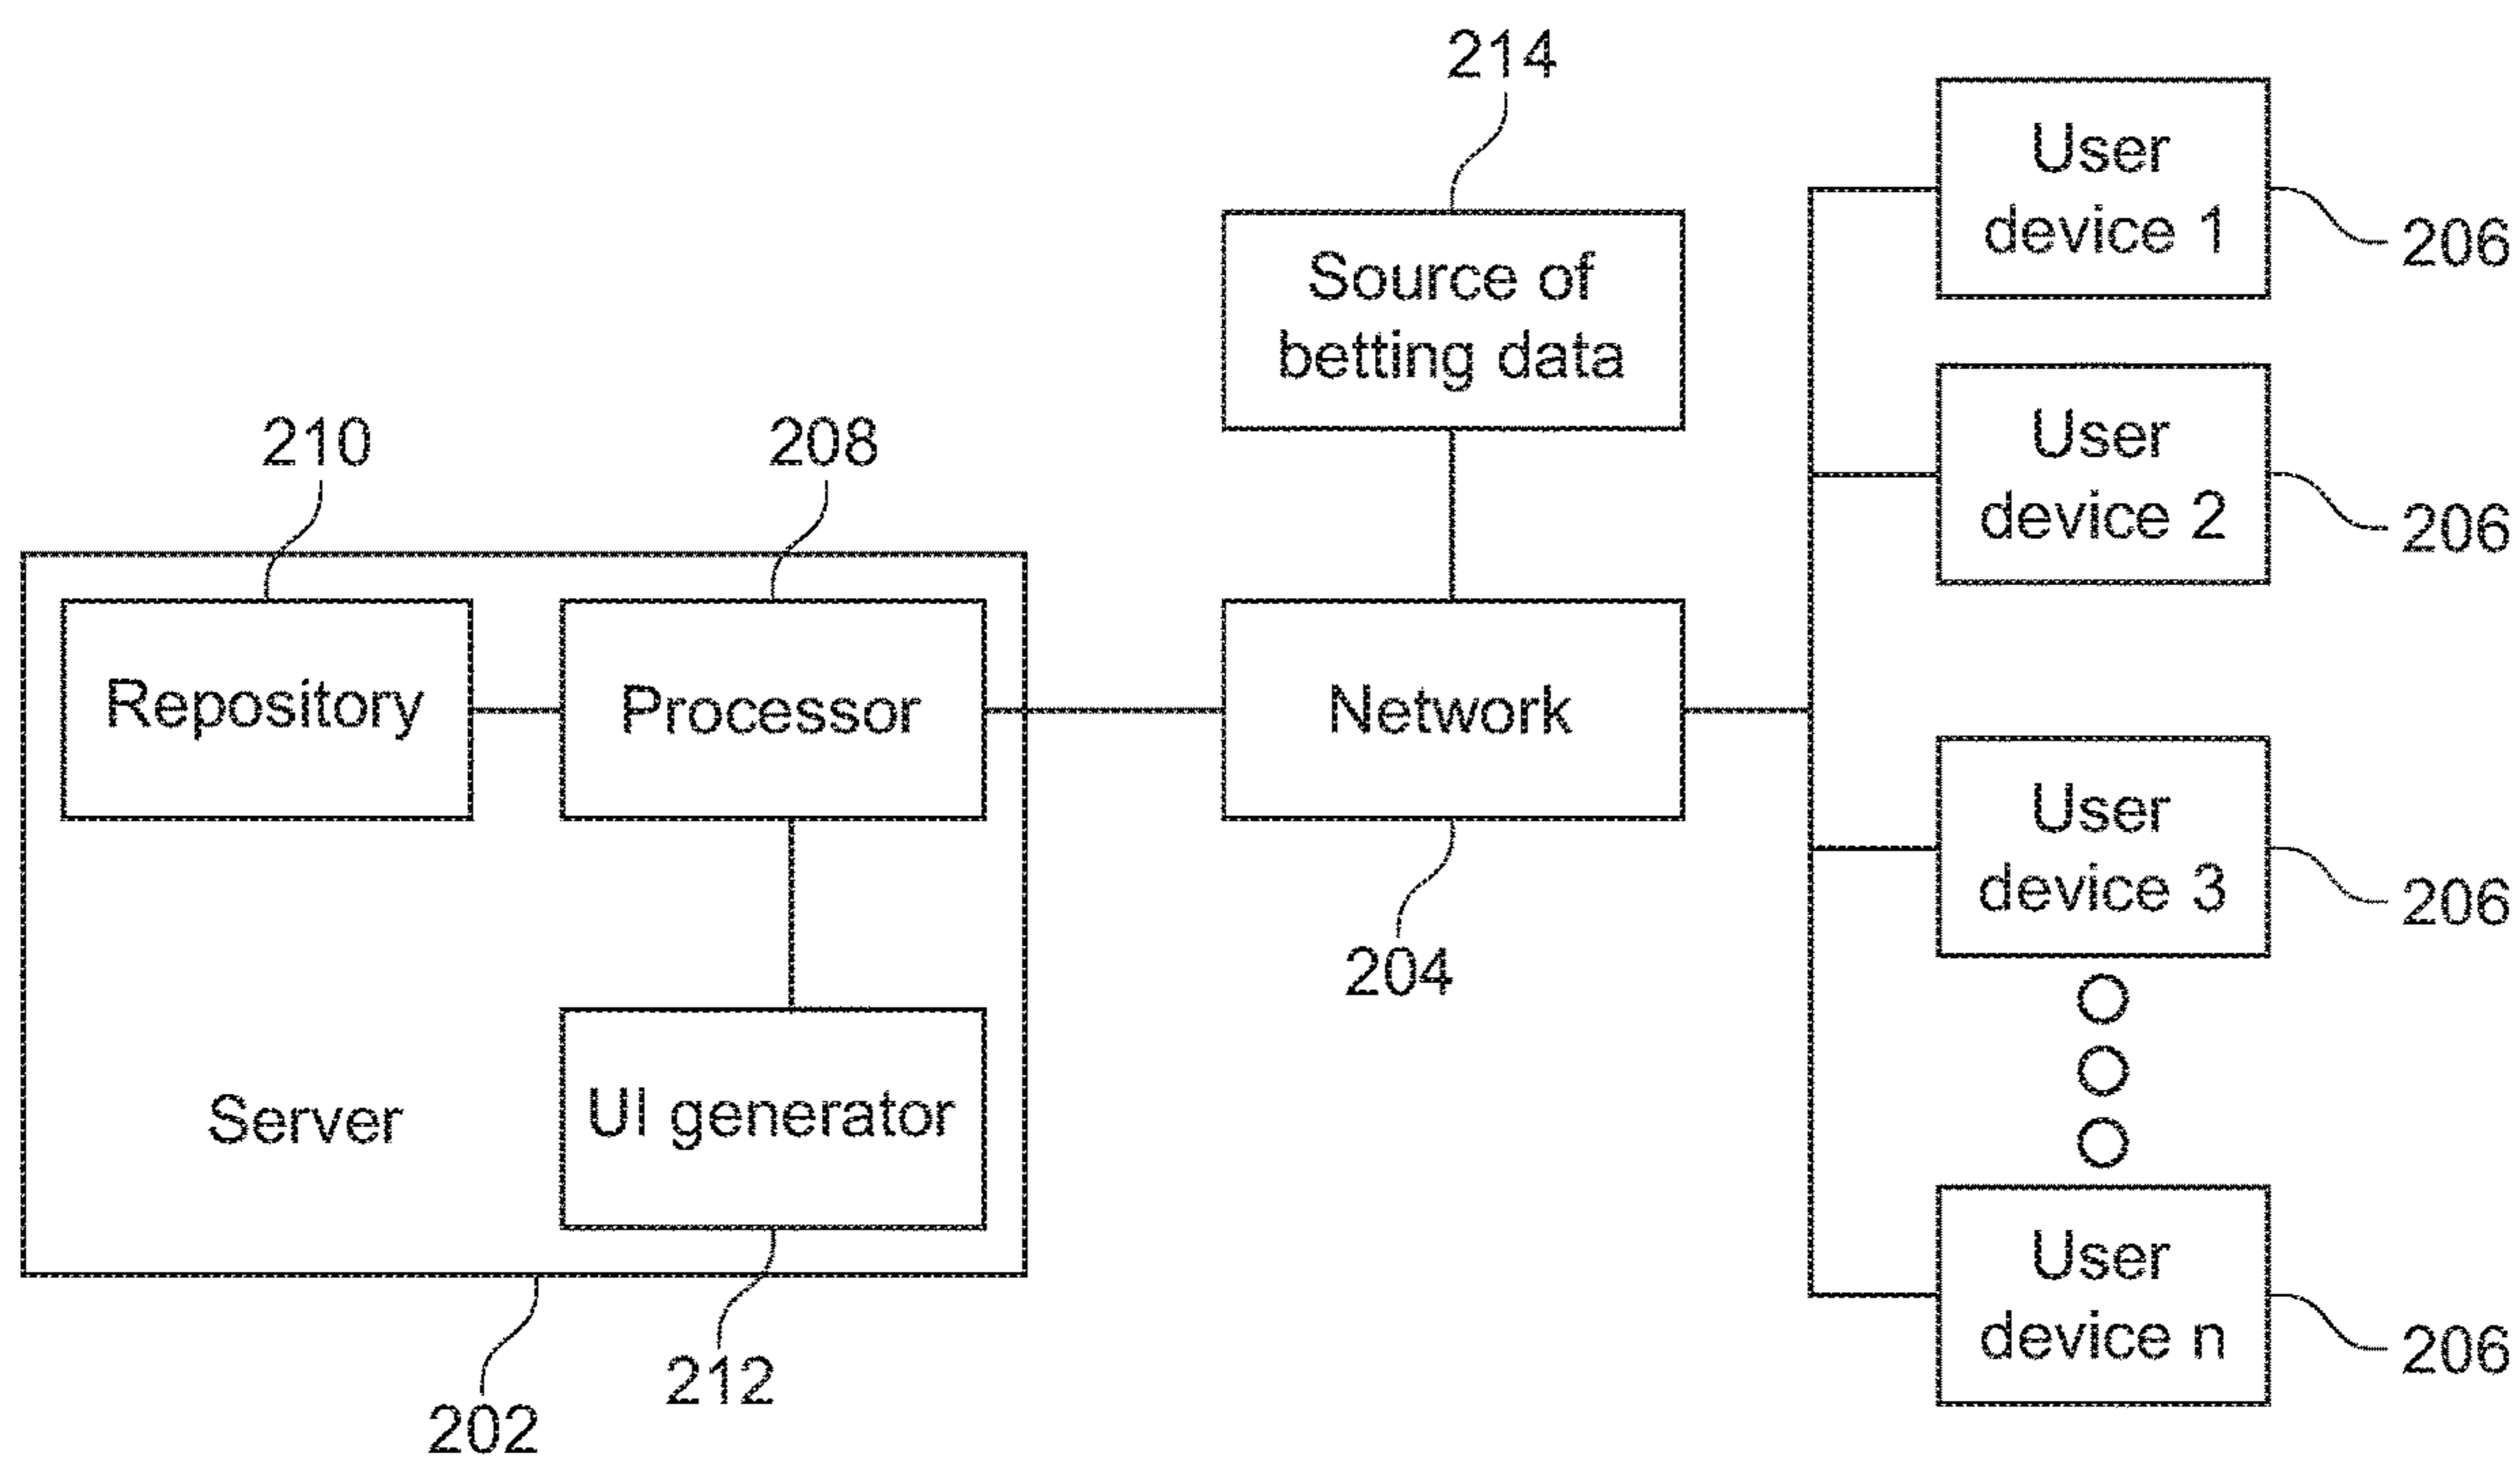 214
User
device 1
206
Source of
betting data
User
device 2
206
210
208
Repository
Processor
Network
User
device 3
206
204
Server
UI generator
User
device n
206
212
202